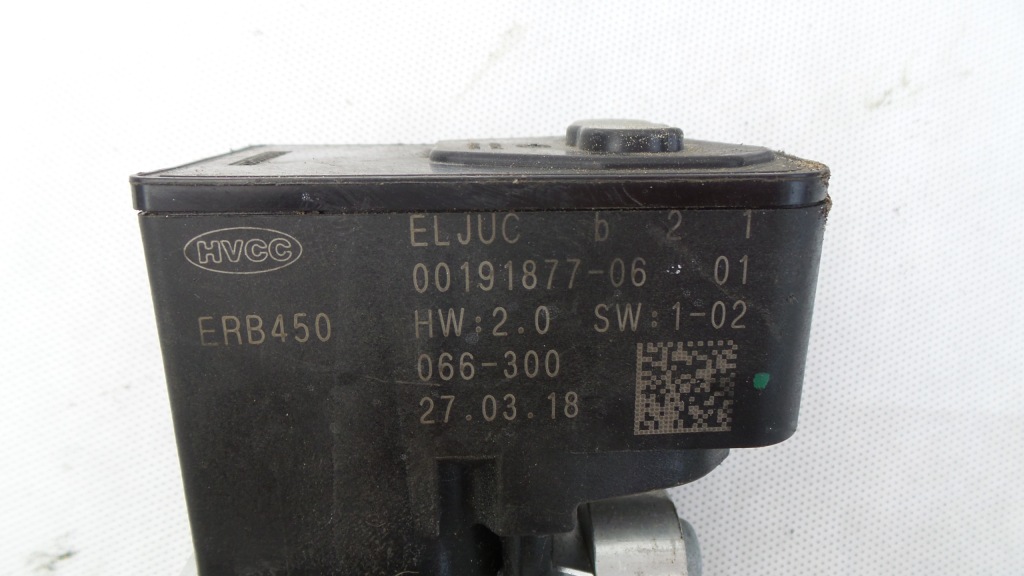 HVCC
ERB450
ELJUC b 2 1
00191877-06 01
HW:2.0 SW:1-02
066-300
27.03.18